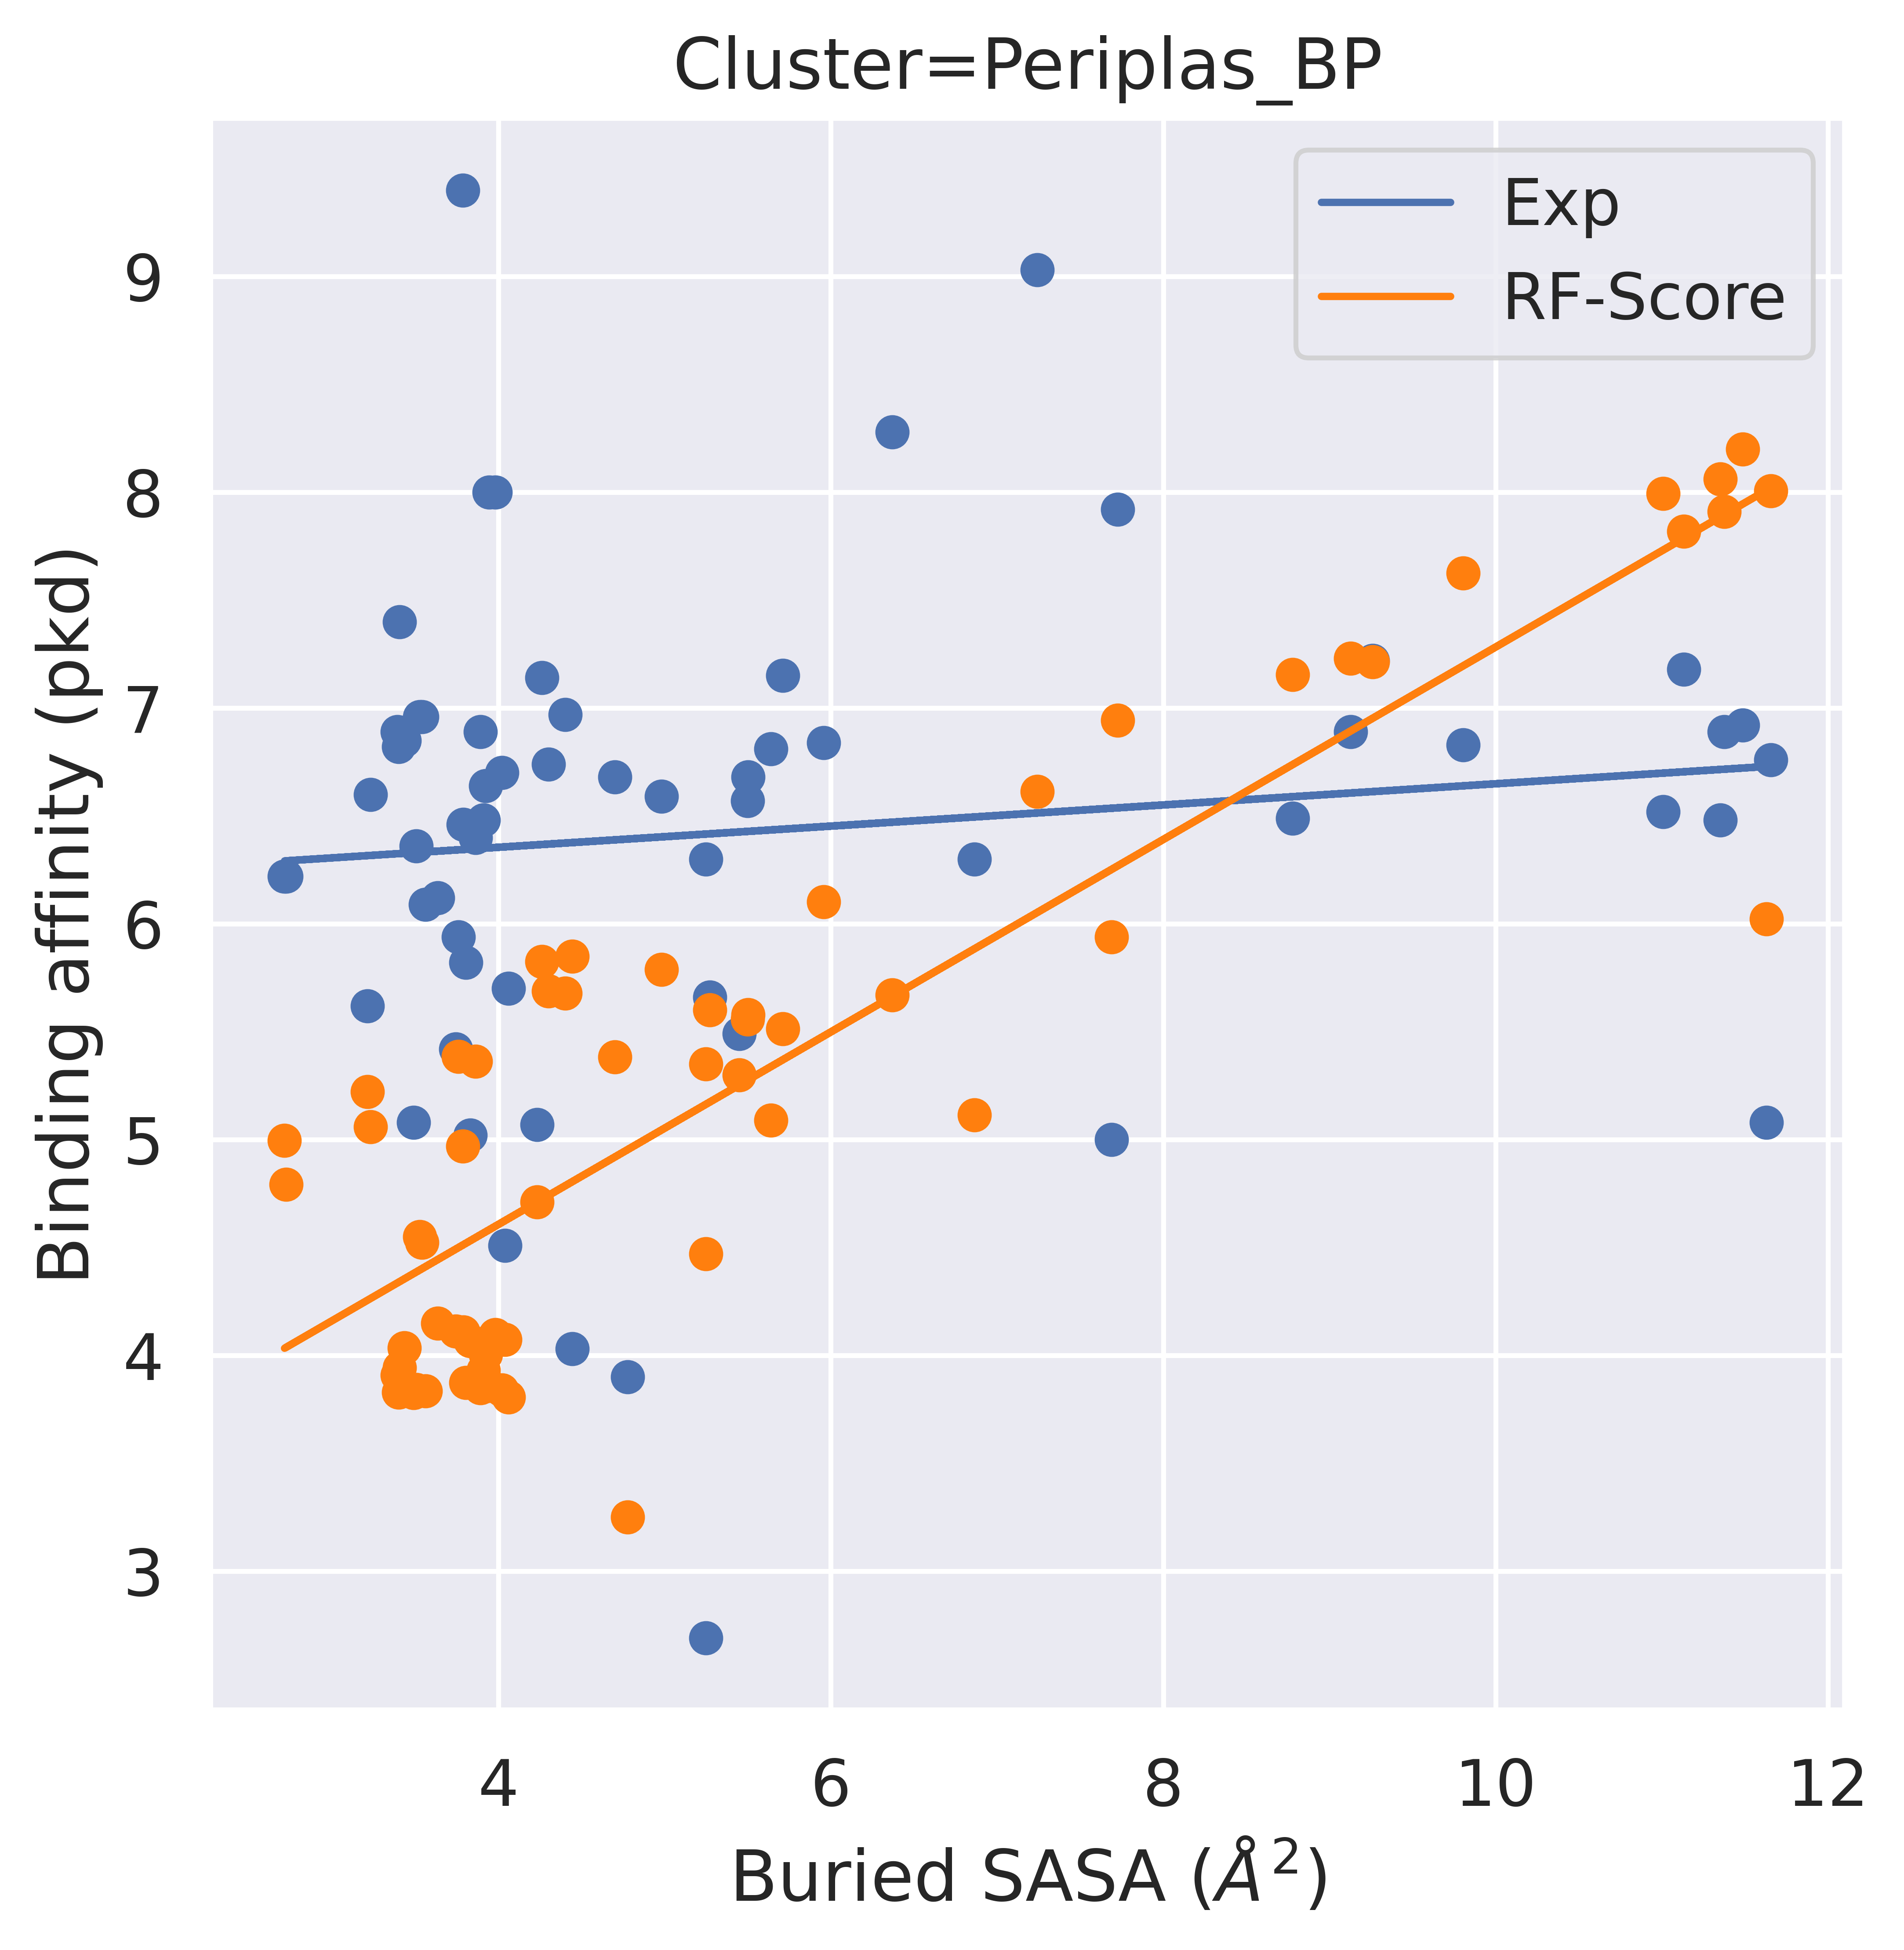 Cluster=Periplas_BP
Exp
RF-Score
9
8
7
6
5
4
3
Binding affinity (pkd)
4 6 8 10 12
Buried SASA (Å²)